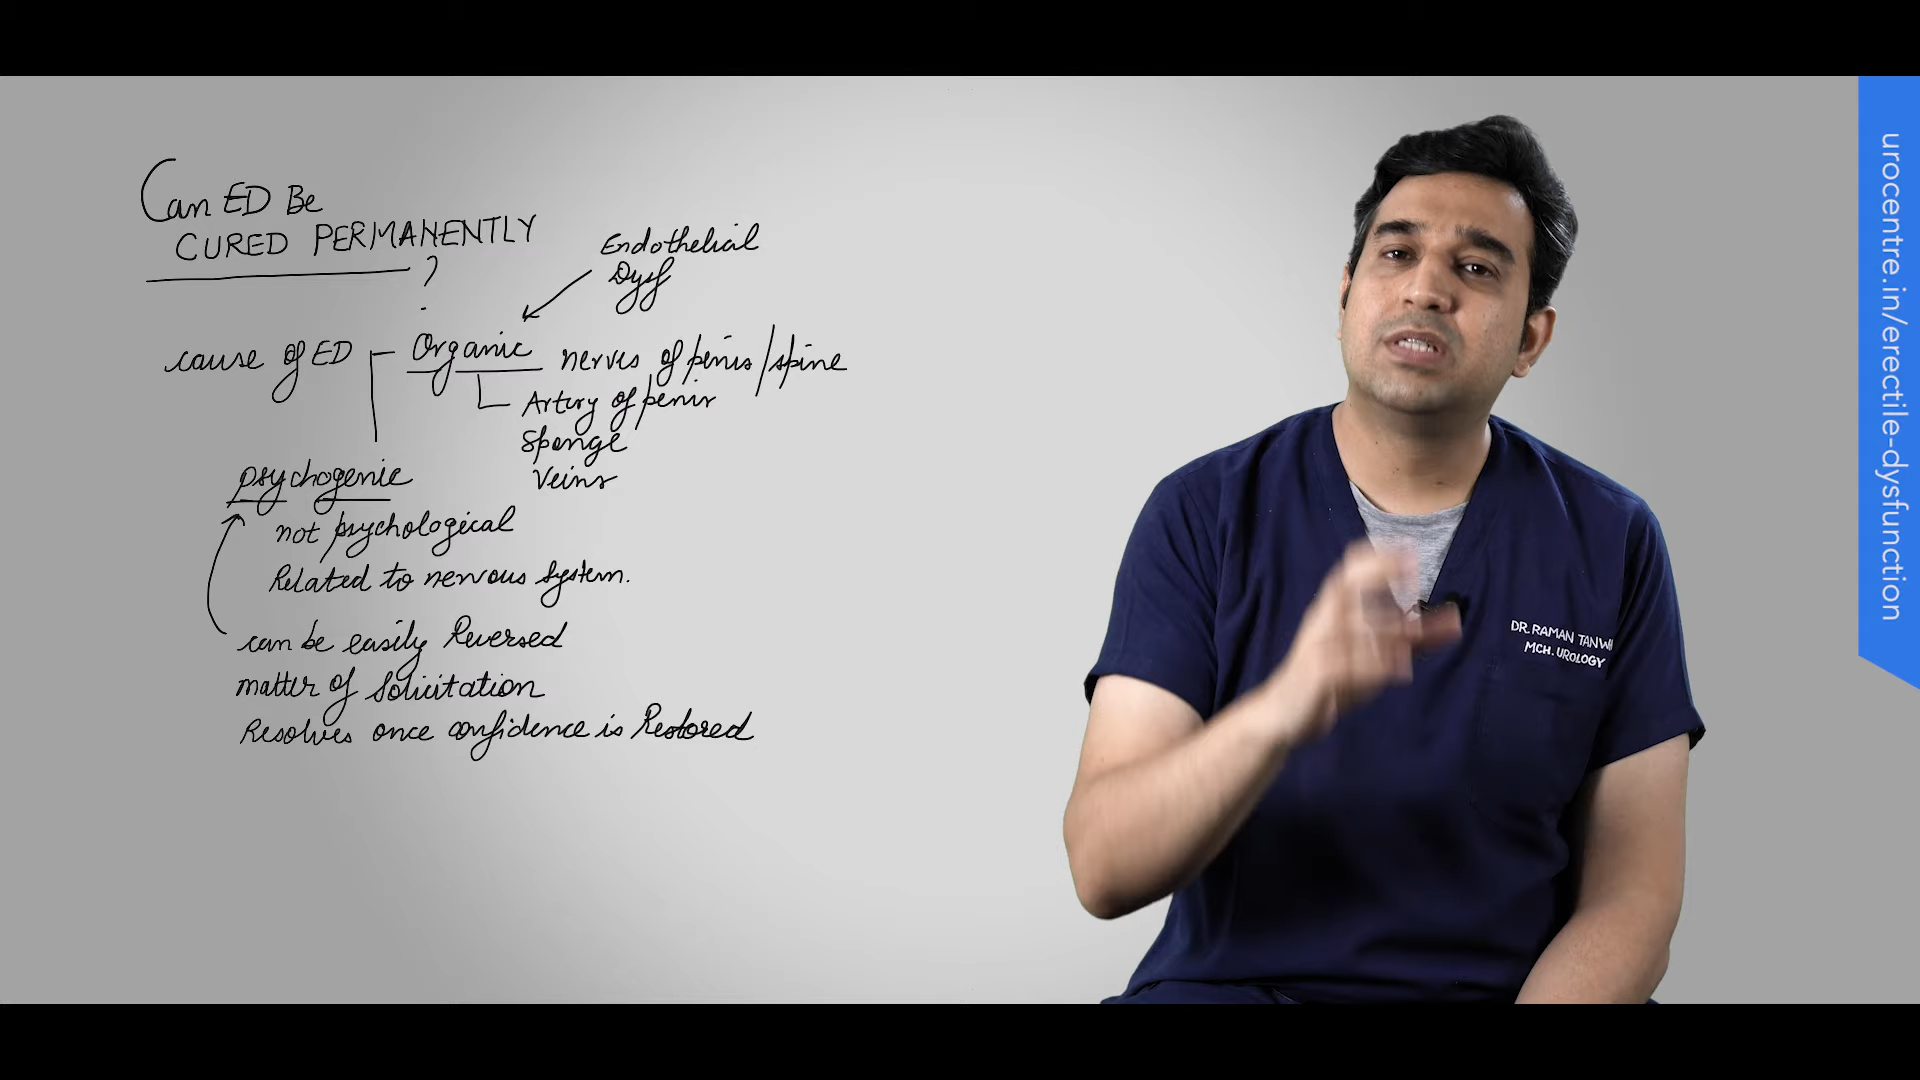 Can ED Be
CURED PERMANENTLY
?
Endothelial
Dysf
cause of ED
Organic
nerves of penis/spine
Artery of penis
Sponge
Veins
psychogenic
not psychological
Related to nervous system.
can be easily Reversed
matter of Solicitation
Resolves once confidence is Restored
DR. RAMAN TANW
MCH. UROLOGY
urocentre.in/erectile-dysfunction